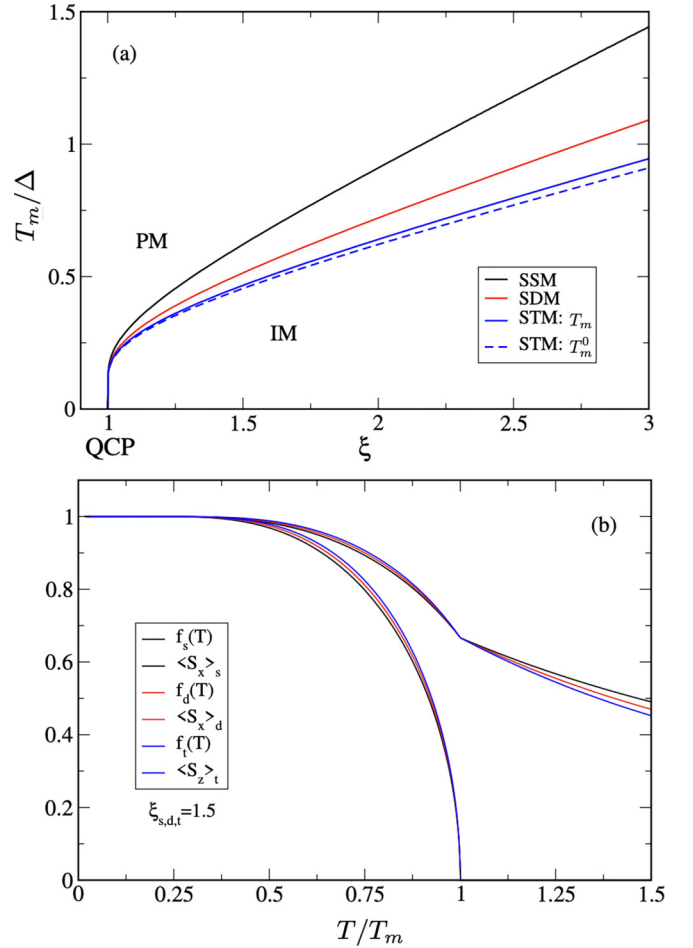 1.5
(a)
1
T_m/Δ
PM
0.5
IM
SSM
SDM
STM: T_m
STM: T_m^0
0
1 1.5 2 2.5 3
QCP ξ
1
(b)
0.8
f_s(T)
<S_x>_s
0.6
f_d(T)
<S_x>_d
f_t(T)
0.4
<S_z>_t
ξ_{s,d,t}=1.5
0.2
0
0 0.25 0.5 0.75 1 1.25 1.5
T/T_m